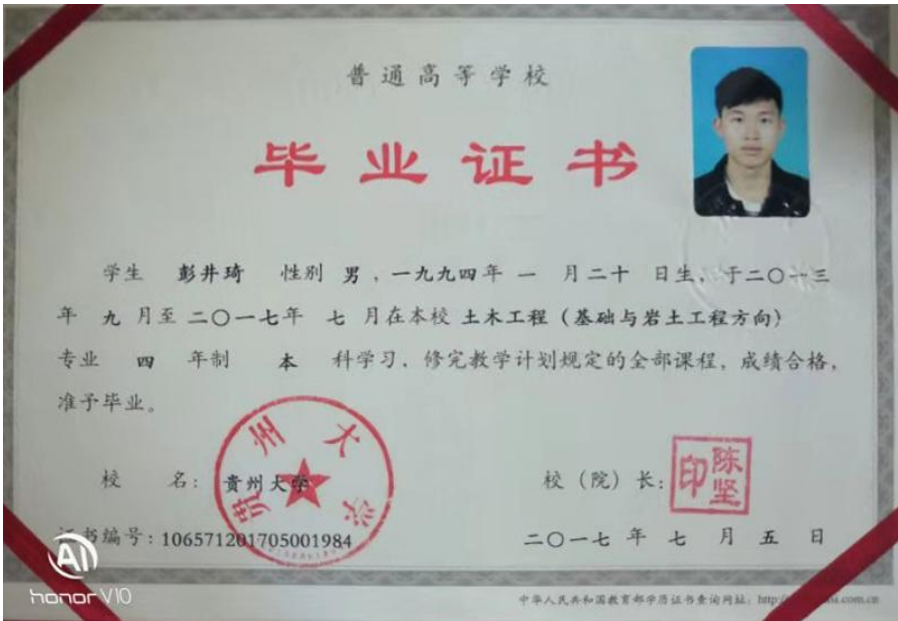 普通高等学校
毕业证书
学生 彭井琦 性别 男，一九九四年 一 月二十 日生，于二〇一三
年 九 月至二〇一七年 七 月在本校 土木工程（基础与岩土工程方向）
专业 四 年制 本 科学习，修完教学计划规定的全部课程，成绩合格，
准予毕业。
校 名：贵州大学
贵州大学
校（院）长：
陈坚印
证书编号：106571201705001984
二〇一七 年 七 月 五 日
AI
honor V10
中华人民共和国教育部学历证书查询网址：http